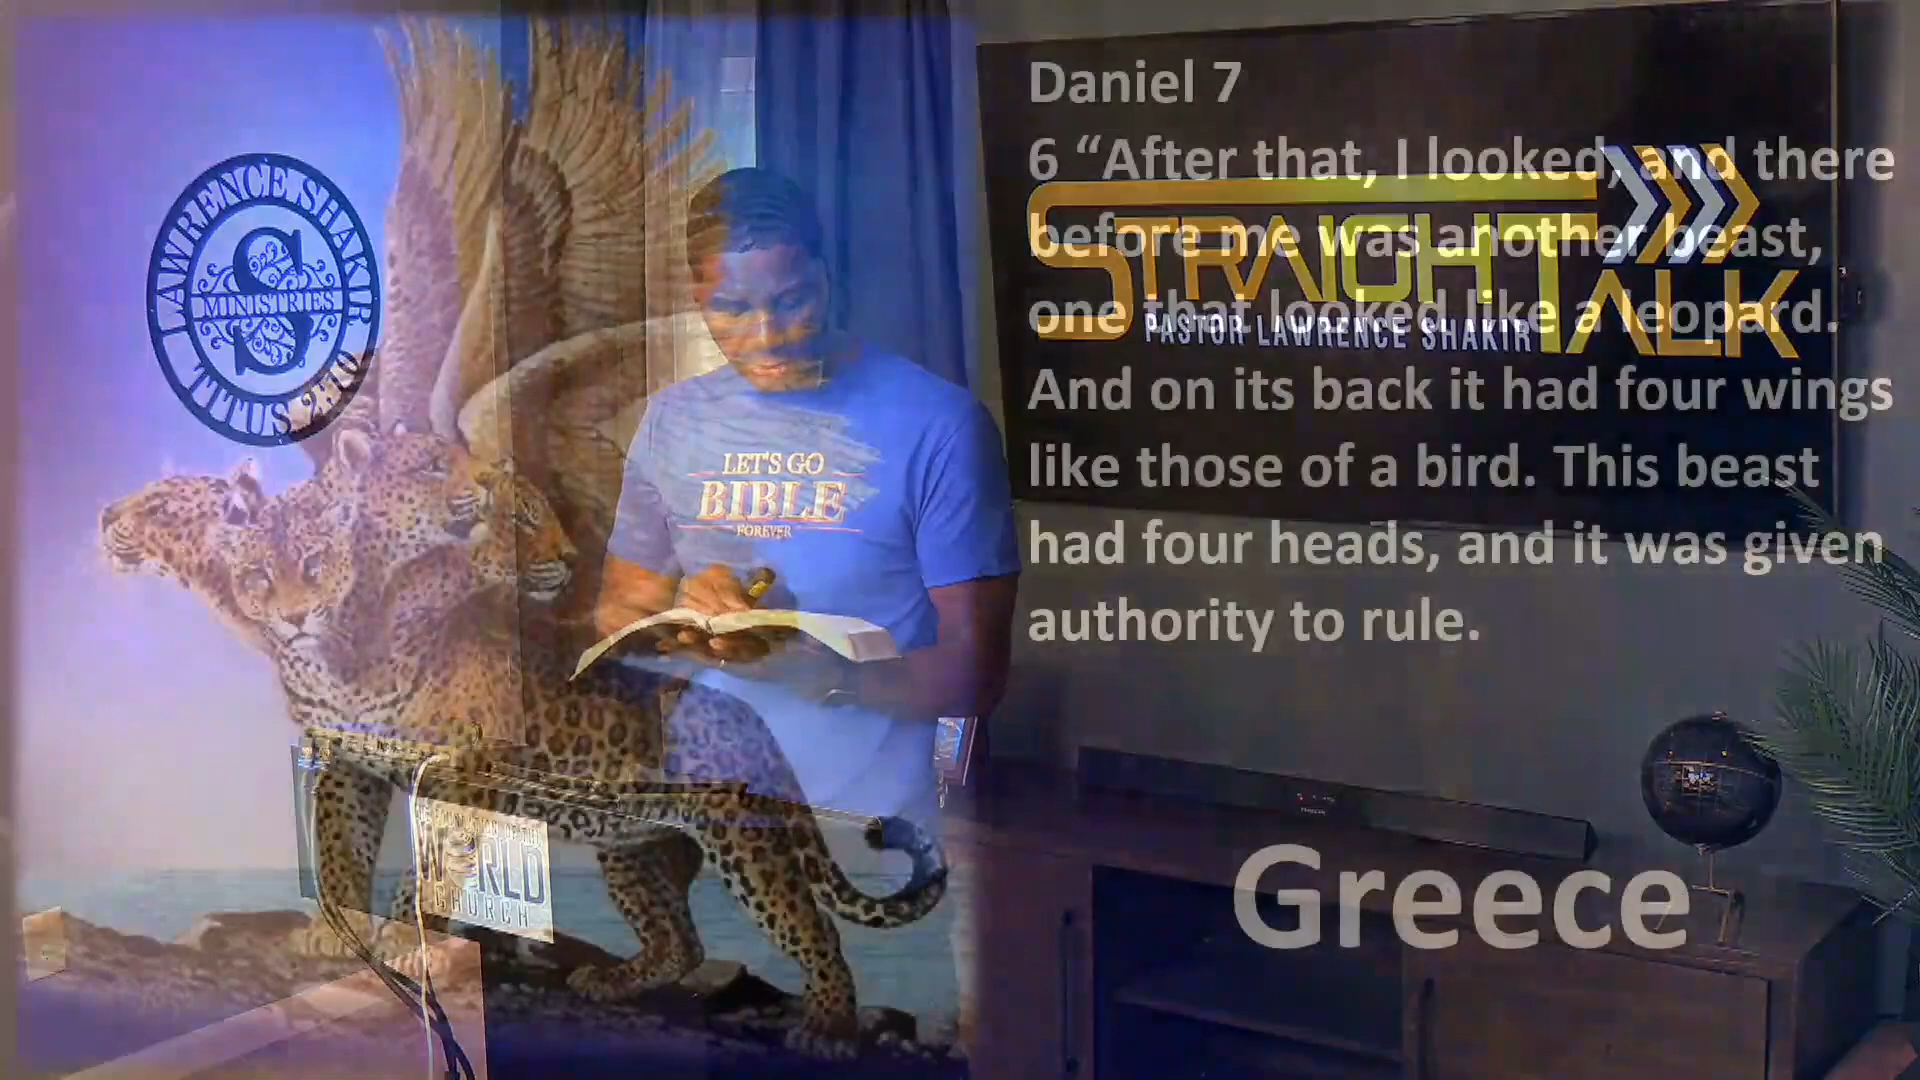 LAWRENCE SHAKIR
S
MINISTRIES
TITUS 2:10
LET'S GO
BIBLE
FOREVER
WORLD
CHURCH
Daniel 7
6 “After that, I looked, and there
before me was another beast,
one that looked like a leopard.
And on its back it had four wings
like those of a bird. This beast
had four heads, and it was given
authority to rule.
STRAIGHT TALK
PASTOR LAWRENCE SHAKIR
Greece